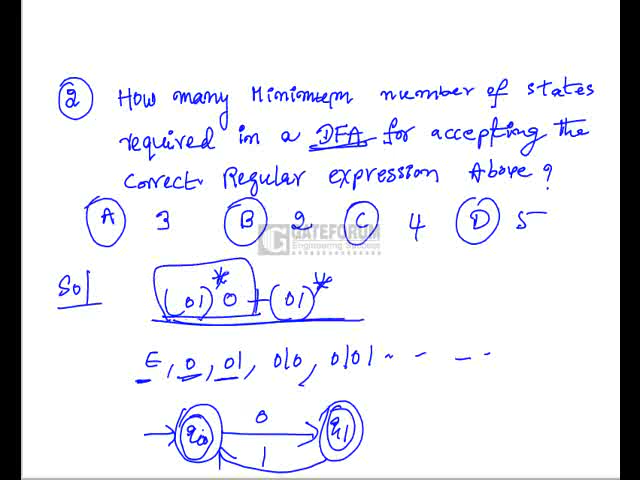 2 How many Minimum number of states
required in a DFA for accepting the
correct Regular expression Above?
A 3 B 2 C 4 D 5
GATEFORUM
Engineering Success
Sol (01)* 0 + (01)*
ε, 0, 01, 010, 0101 - - - -
0
q0 q1
1